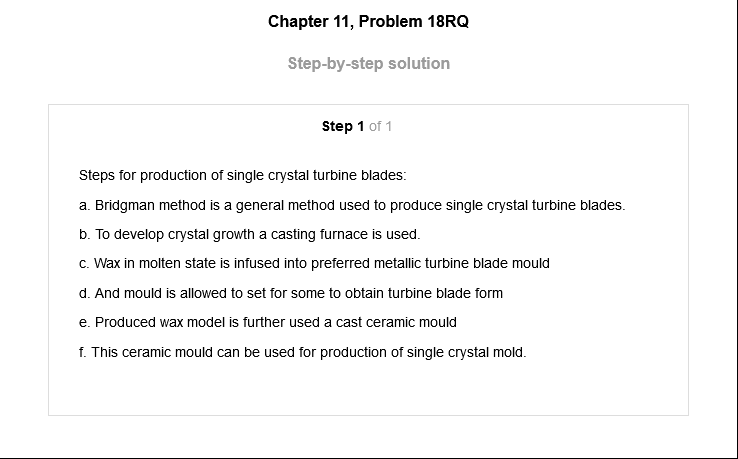 Chapter 11, Problem 18RQ
Step-by-step solution
Step 1 of 1
Steps for production of single crystal turbine blades:
a. Bridgman method is a general method used to produce single crystal turbine blades.
b. To develop crystal growth a casting furnace is used.
c. Wax in molten state is infused into preferred metallic turbine blade mould
d. And mould is allowed to set for some to obtain turbine blade form
e. Produced wax model is further used a cast ceramic mould
f. This ceramic mould can be used for production of single crystal mold.